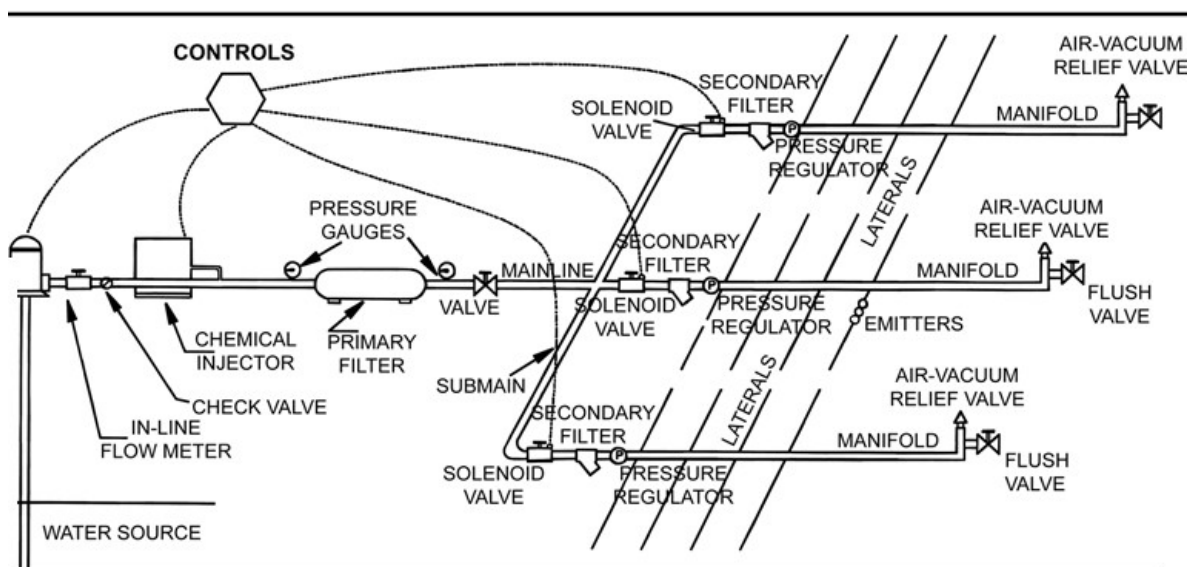 CONTROLS
AIR-VACUUM
RELIEF VALVE
SECONDARY
FILTER
SOLENOID
VALVE
MANIFOLD
P
PRESSURE
REGULATOR
LATERALS
PRESSURE
GAUGES
AIR-VACUUM
RELIEF VALVE
SECONDARY
FILTER
MAINLINE
MANIFOLD
VALVE
SOLENOID
VALVE
P
PRESSURE
REGULATOR
FLUSH
VALVE
EMITTERS
CHEMICAL
INJECTOR
PRIMARY
FILTER
SUBMAIN
CHECK VALVE
IN-LINE
FLOW METER
AIR-VACUUM
RELIEF VALVE
SECONDARY
FILTER
LATERALS
MANIFOLD
SOLENOID
VALVE
P
PRESSURE
REGULATOR
FLUSH
VALVE
WATER SOURCE